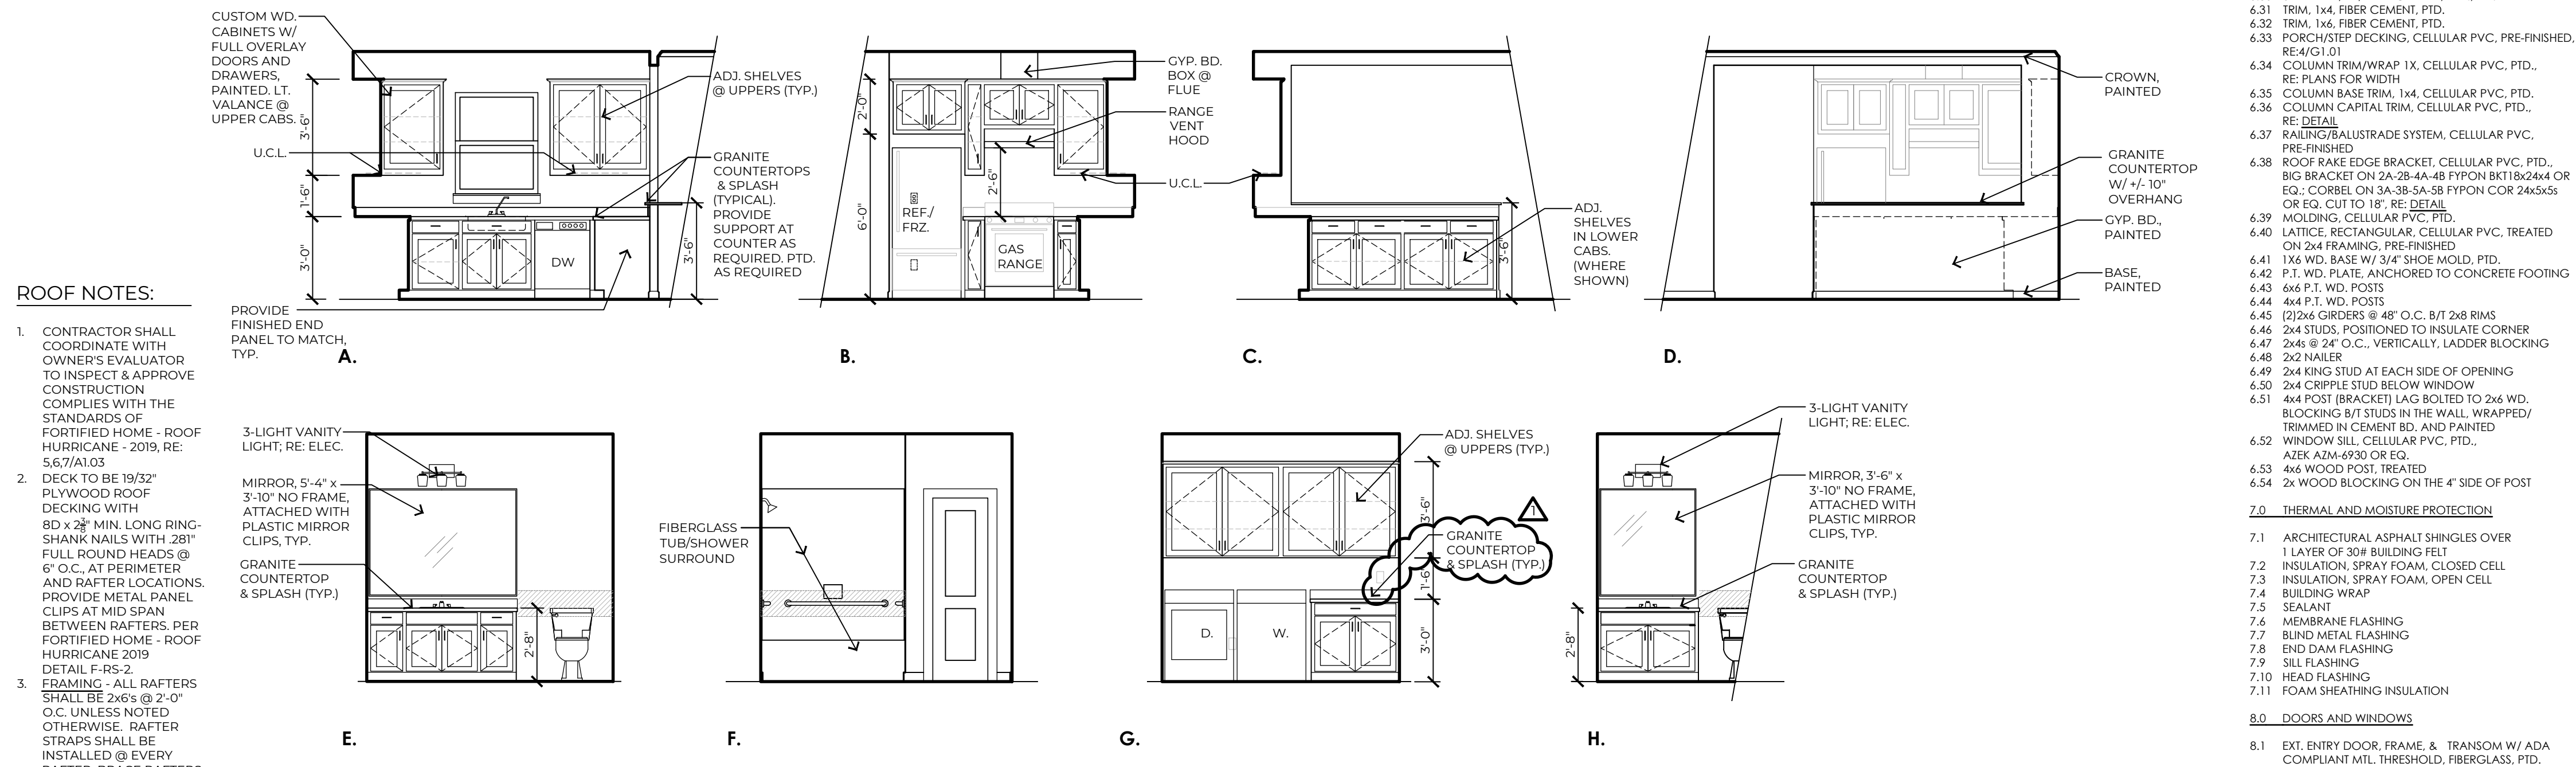 CUSTOM WD.
CABINETS W/
FULL OVERLAY
DOORS AND
DRAWERS,
PAINTED. LT.
VALANCE @
UPPER CABS.
3'-6"
U.C.L.
1'-6"
3'-0"
PROVIDE
FINISHED END
PANEL TO MATCH,
TYP.
A.
DW
ADJ. SHELVES
@ UPPERS (TYP.)
GRANITE
COUNTERTOPS
& SPLASH
(TYPICAL).
PROVIDE
SUPPORT AT
COUNTER AS
REQUIRED. PTD.
AS REQUIRED
3'-6"
2'-0"
6'-0"
REF./
FRZ.
2'-6"
GAS
RANGE
B.
GYP. BD.
BOX @
FLUE
RANGE
VENT
HOOD
U.C.L.
C.
3'-6"
ADJ.
SHELVES
IN LOWER
CABS.
(WHERE
SHOWN)
D.
CROWN,
PAINTED
GRANITE
COUNTERTOP
W/ +/- 10"
OVERHANG
GYP. BD.,
PAINTED
BASE,
PAINTED
ROOF NOTES:
1. CONTRACTOR SHALL
COORDINATE WITH
OWNER'S EVALUATOR
TO INSPECT & APPROVE
CONSTRUCTION
COMPLIES WITH THE
STANDARDS OF
FORTIFIED HOME - ROOF
HURRICANE - 2019, RE:
5,6,7/A1.03
2. DECK TO BE 19/32"
PLYWOOD ROOF
DECKING WITH
8D x 2 3/8" MIN. LONG RING-
SHANK NAILS WITH .281"
FULL ROUND HEADS @
6" O.C., AT PERIMETER
AND RAFTER LOCATIONS.
PROVIDE METAL PANEL
CLIPS AT MID SPAN
BETWEEN RAFTERS. PER
FORTIFIED HOME - ROOF
HURRICANE 2019
DETAIL F-RS-2.
3. FRAMING - ALL RAFTERS
SHALL BE 2x6's @ 2'-0"
O.C. UNLESS NOTED
OTHERWISE. RAFTER
STRAPS SHALL BE
INSTALLED @ EVERY
3-LIGHT VANITY
LIGHT; RE: ELEC.
MIRROR, 5'-4" x
3'-10" NO FRAME,
ATTACHED WITH
PLASTIC MIRROR
CLIPS, TYP.
GRANITE
COUNTERTOP
& SPLASH (TYP.)
2'-8"
E.
FIBERGLASS
TUB/SHOWER
SURROUND
F.
ADJ. SHELVES
@ UPPERS (TYP.)
1
3'-6"
GRANITE
COUNTERTOP
& SPLASH (TYP.)
1'-6"
3'-0"
D.
W.
G.
3-LIGHT VANITY
LIGHT; RE: ELEC.
MIRROR, 3'-6" x
3'-10" NO FRAME,
ATTACHED WITH
PLASTIC MIRROR
CLIPS, TYP.
GRANITE
COUNTERTOP
& SPLASH (TYP.)
2'-8"
H.
6.31 TRIM, 1x4, FIBER CEMENT, PTD.
6.32 TRIM, 1x6, FIBER CEMENT, PTD.
6.33 PORCH/STEP DECKING, CELLULAR PVC, PRE-FINISHED,
RE:4/G1.01
6.34 COLUMN TRIM/WRAP 1X, CELLULAR PVC, PTD.,
RE: PLANS FOR WIDTH
6.35 COLUMN BASE TRIM, 1x4, CELLULAR PVC, PTD.
6.36 COLUMN CAPITAL TRIM, CELLULAR PVC, PTD.,
RE: DETAIL
6.37 RAILING/BALUSTRADE SYSTEM, CELLULAR PVC,
PRE-FINISHED
6.38 ROOF RAKE EDGE BRACKET, CELLULAR PVC, PTD.,
BIG BRACKET ON 2A-2B-4A-4B FYPON BKT18x24x4 OR
EQ.; CORBEL ON 3A-3B-5A-5B FYPON COR 24x5x5s
OR EQ. CUT TO 18", RE: DETAIL
6.39 MOLDING, CELLULAR PVC, PTD.
6.40 LATTICE, RECTANGULAR, CELLULAR PVC, TREATED
ON 2x4 FRAMING, PRE-FINISHED
6.41 1X6 WD. BASE W/ 3/4" SHOE MOLD, PTD.
6.42 P.T. WD. PLATE, ANCHORED TO CONCRETE FOOTING
6.43 6x6 P.T. WD. POSTS
6.44 4x4 P.T. WD. POSTS
6.45 (2)2x6 GIRDERS @ 48" O.C. B/T 2x8 RIMS
6.46 2x4 STUDS, POSITIONED TO INSULATE CORNER
6.47 2x4s @ 24" O.C., VERTICALLY, LADDER BLOCKING
6.48 2x2 NAILER
6.49 2x4 KING STUD AT EACH SIDE OF OPENING
6.50 2x4 CRIPPLE STUD BELOW WINDOW
6.51 4x4 POST (BRACKET) LAG BOLTED TO 2x6 WD.
BLOCKING B/T STUDS IN THE WALL, WRAPPED/
TRIMMED IN CEMENT BD. AND PAINTED
6.52 WINDOW SILL, CELLULAR PVC, PTD.,
AZEK AZM-6930 OR EQ.
6.53 4x6 WOOD POST, TREATED
6.54 2x WOOD BLOCKING ON THE 4" SIDE OF POST
7.0 THERMAL AND MOISTURE PROTECTION
7.1 ARCHITECTURAL ASPHALT SHINGLES OVER
1 LAYER OF 30# BUILDING FELT
7.2 INSULATION, SPRAY FOAM, CLOSED CELL
7.3 INSULATION, SPRAY FOAM, OPEN CELL
7.4 BUILDING WRAP
7.5 SEALANT
7.6 MEMBRANE FLASHING
7.7 BLIND METAL FLASHING
7.8 END DAM FLASHING
7.9 SILL FLASHING
7.10 HEAD FLASHING
7.11 FOAM SHEATHING INSULATION
8.0 DOORS AND WINDOWS
8.1 EXT. ENTRY DOOR, FRAME, & TRANSOM W/ ADA
COMPLIANT MTL. THRESHOLD, FIBERGLASS, PTD.